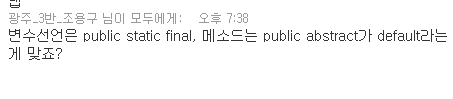 랩
광주_3반_조용구 님이 모두에게: 오후 7:38
변수선언은 public static final, 메소드는 public abstract가 default라는
게 맞죠?